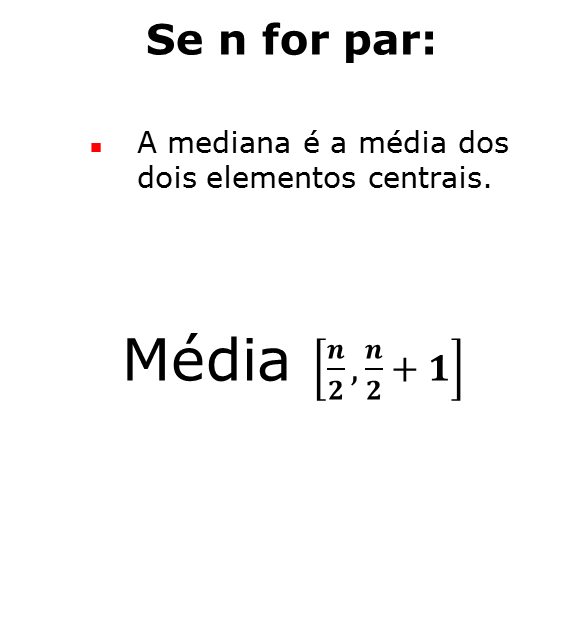 Se n for par:
A mediana é a média dos
dois elementos centrais.
Média [n/2, n/2 + 1]